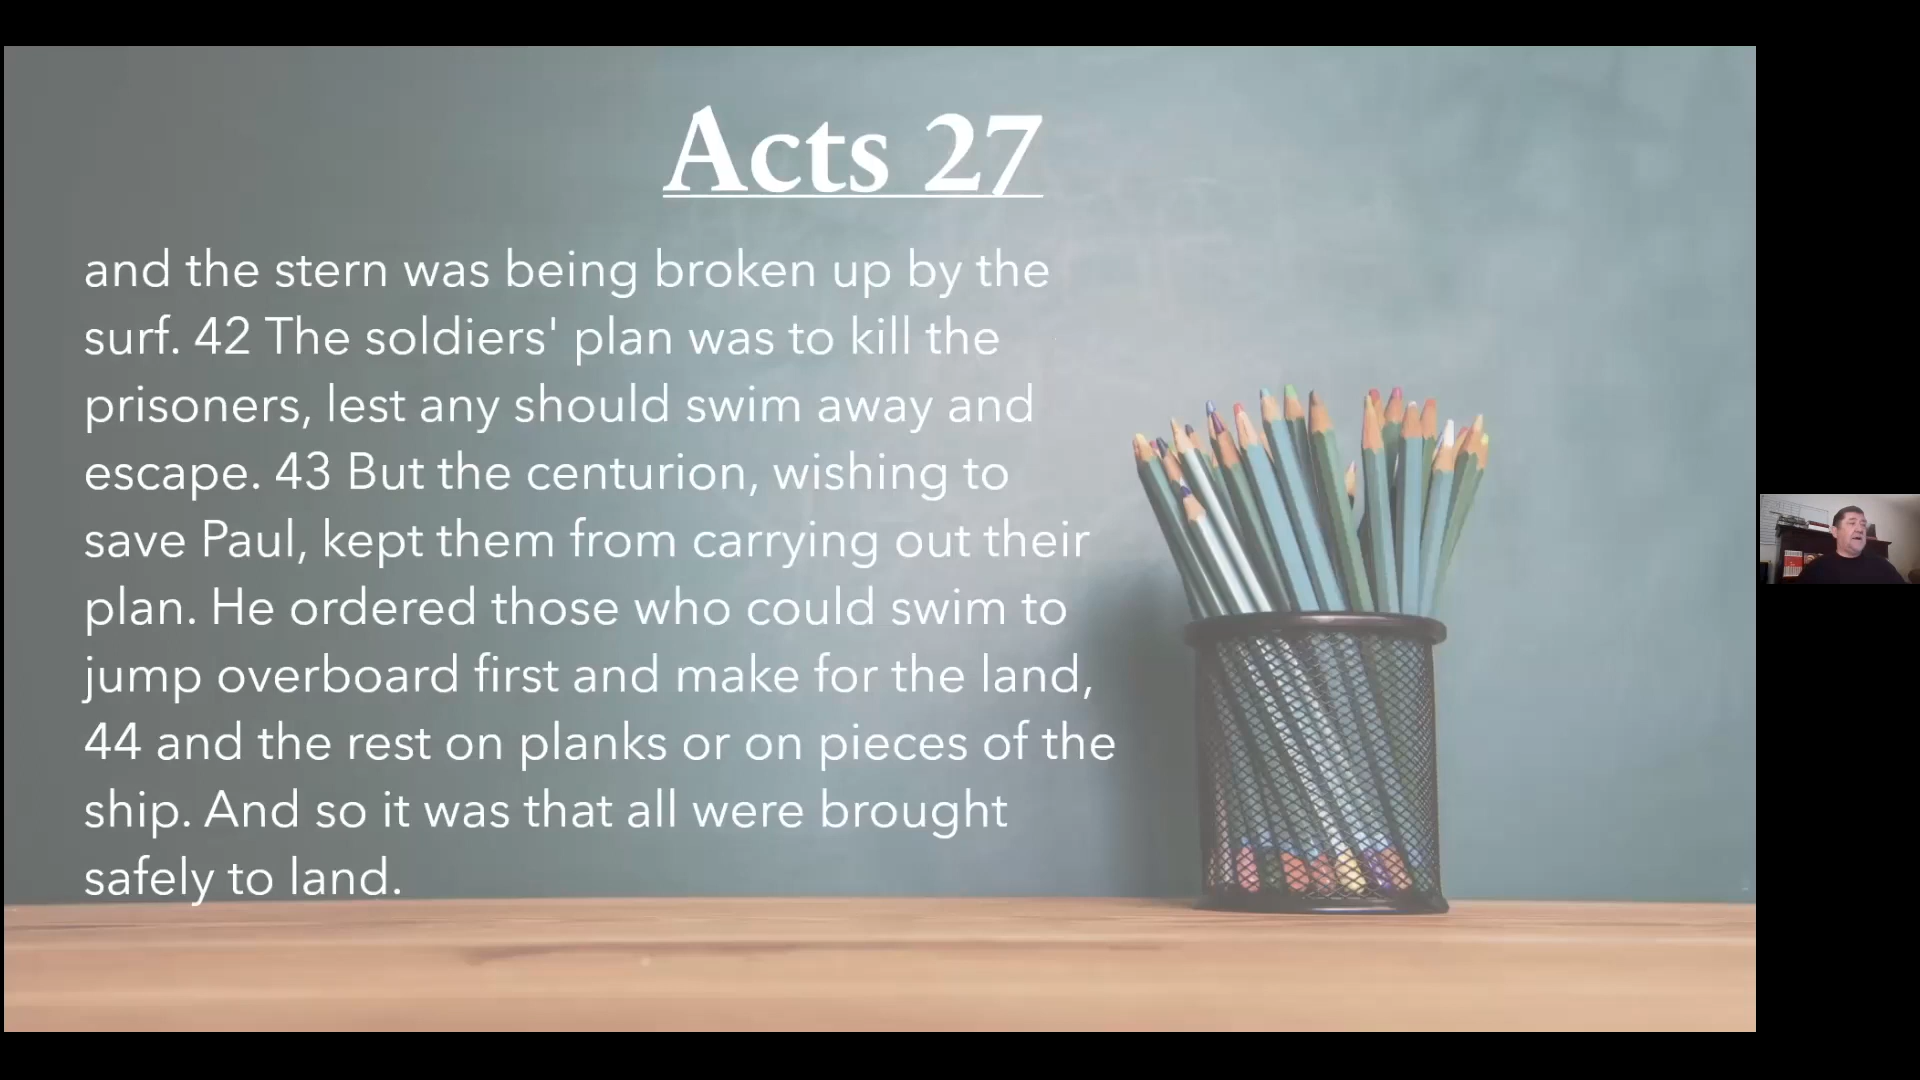 Acts 27
and the stern was being broken up by the
surf. 42 The soldiers' plan was to kill the
prisoners, lest any should swim away and
escape. 43 But the centurion, wishing to
save Paul, kept them from carrying out their
plan. He ordered those who could swim to
jump overboard first and make for the land,
44 and the rest on planks or on pieces of the
ship. And so it was that all were brought
safely to land.